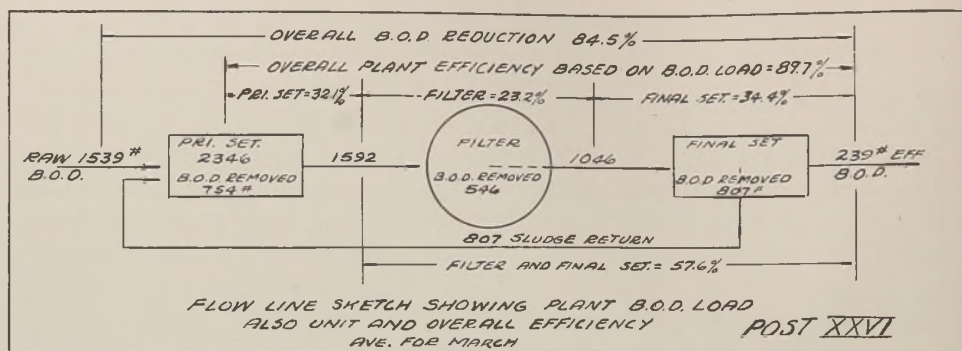 OVERALL B.O.D REDUCTION 84.5%
OVERALL PLANT EFFICIENCY BASED ON B.O.D. LOAD=89.7%
PRI. SET=32.1%
FILTER=23.2%
FINAL SET.=34.4%
RAW 1539#
B.O.D.
PRI. SET.
2346
B.O.D REMOVED
754#
1592
FILTER
B.O.D. REMOVED
546
1046
FINAL SET
B.O.D REMOVED
807#
239# EFF
B.O.D.
807 SLUDGE RETURN
FILTER AND FINAL SET.= 57.6%
FLOW LINE SKETCH SHOWING PLANT B.O.D. LOAD
ALSO UNIT AND OVERALL EFFICIENCY
AVE. FOR MARCH
POST XXVI